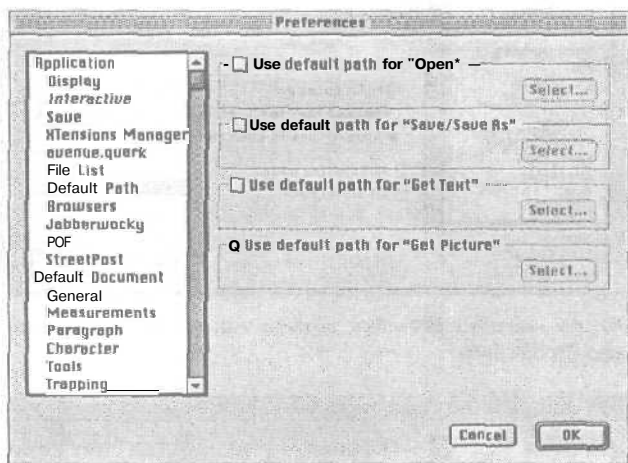 Preferences
Application
Display
Interactive
Save
XTensions Manager
avenue.quark
File List
Default Path
Browsers
Jabberwocky
POF
StreetPost
Default Document
General
Measurements
Paragraph
Character
Tools
Trapping
- Use default path for "Open" —
Select...
Use default path for "Save/Save As"
Select...
Use default path for "Get Text"
Select...
Q Use default path for "Get Picture"
Select...
Cancel
OK